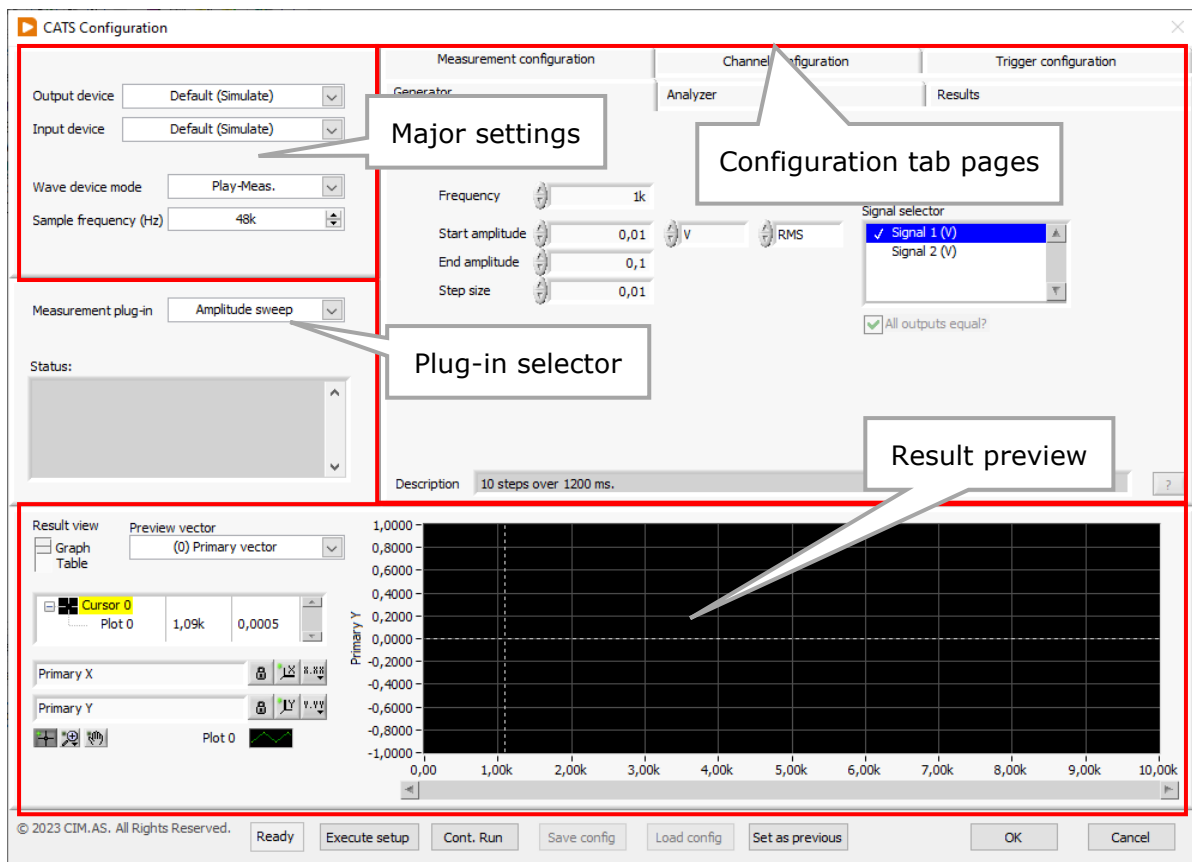 CATS Configuration
Output device Default (Simulate)
Input device Default (Simulate)
Wave device mode Play-Meas.
Sample frequency (Hz) 48k
Major settings
Measurement plug-in Amplitude sweep
Plug-in selector
Status:
Measurement configuration Channel configuration Trigger configuration
Generator Analyzer Results
Configuration tab pages
Frequency 1k
Start amplitude 0,01 V RMS
End amplitude 0,1
Step size 0,01
Signal selector
✓ Signal 1 (V)
Signal 2 (V)
All outputs equal?
Result preview
Description 10 steps over 1200 ms. ?
Result view
Graph
Table
Preview vector
(0) Primary vector
Cursor 0
Plot 0 1,09k 0,0005
Primary X X X.XX
Primary Y Y Y.YY
Plot 0
Primary Y
1,0000
0,8000
0,6000
0,4000
0,2000
0,0000
-0,2000
-0,4000
-0,6000
-0,8000
-1,0000
0,00 1,00k 2,00k 3,00k 4,00k 5,00k 6,00k 7,00k 8,00k 9,00k 10,00k
© 2023 CIM.AS. All Rights Reserved. Ready Execute setup Cont. Run Save config Load config Set as previous OK Cancel